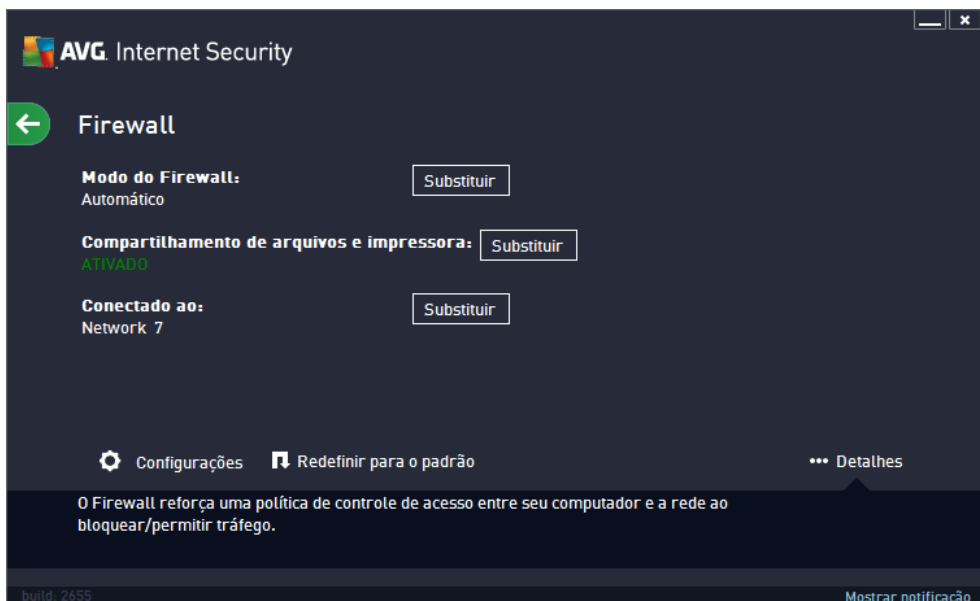 AVG. Internet Security
Firewall
Modo do Firewall:
Substituir
Automático
Compartilhamento de arquivos e impressora:
Substituir
ATIVADO
Conectado ao:
Substituir
Network 7
Configurações
Redefinir para o padrão
••• Detalhes
O Firewall reforça uma política de controle de acesso entre seu computador e a rede ao
bloquear/permitir tráfego.
build: 2655
Mostrar notificação